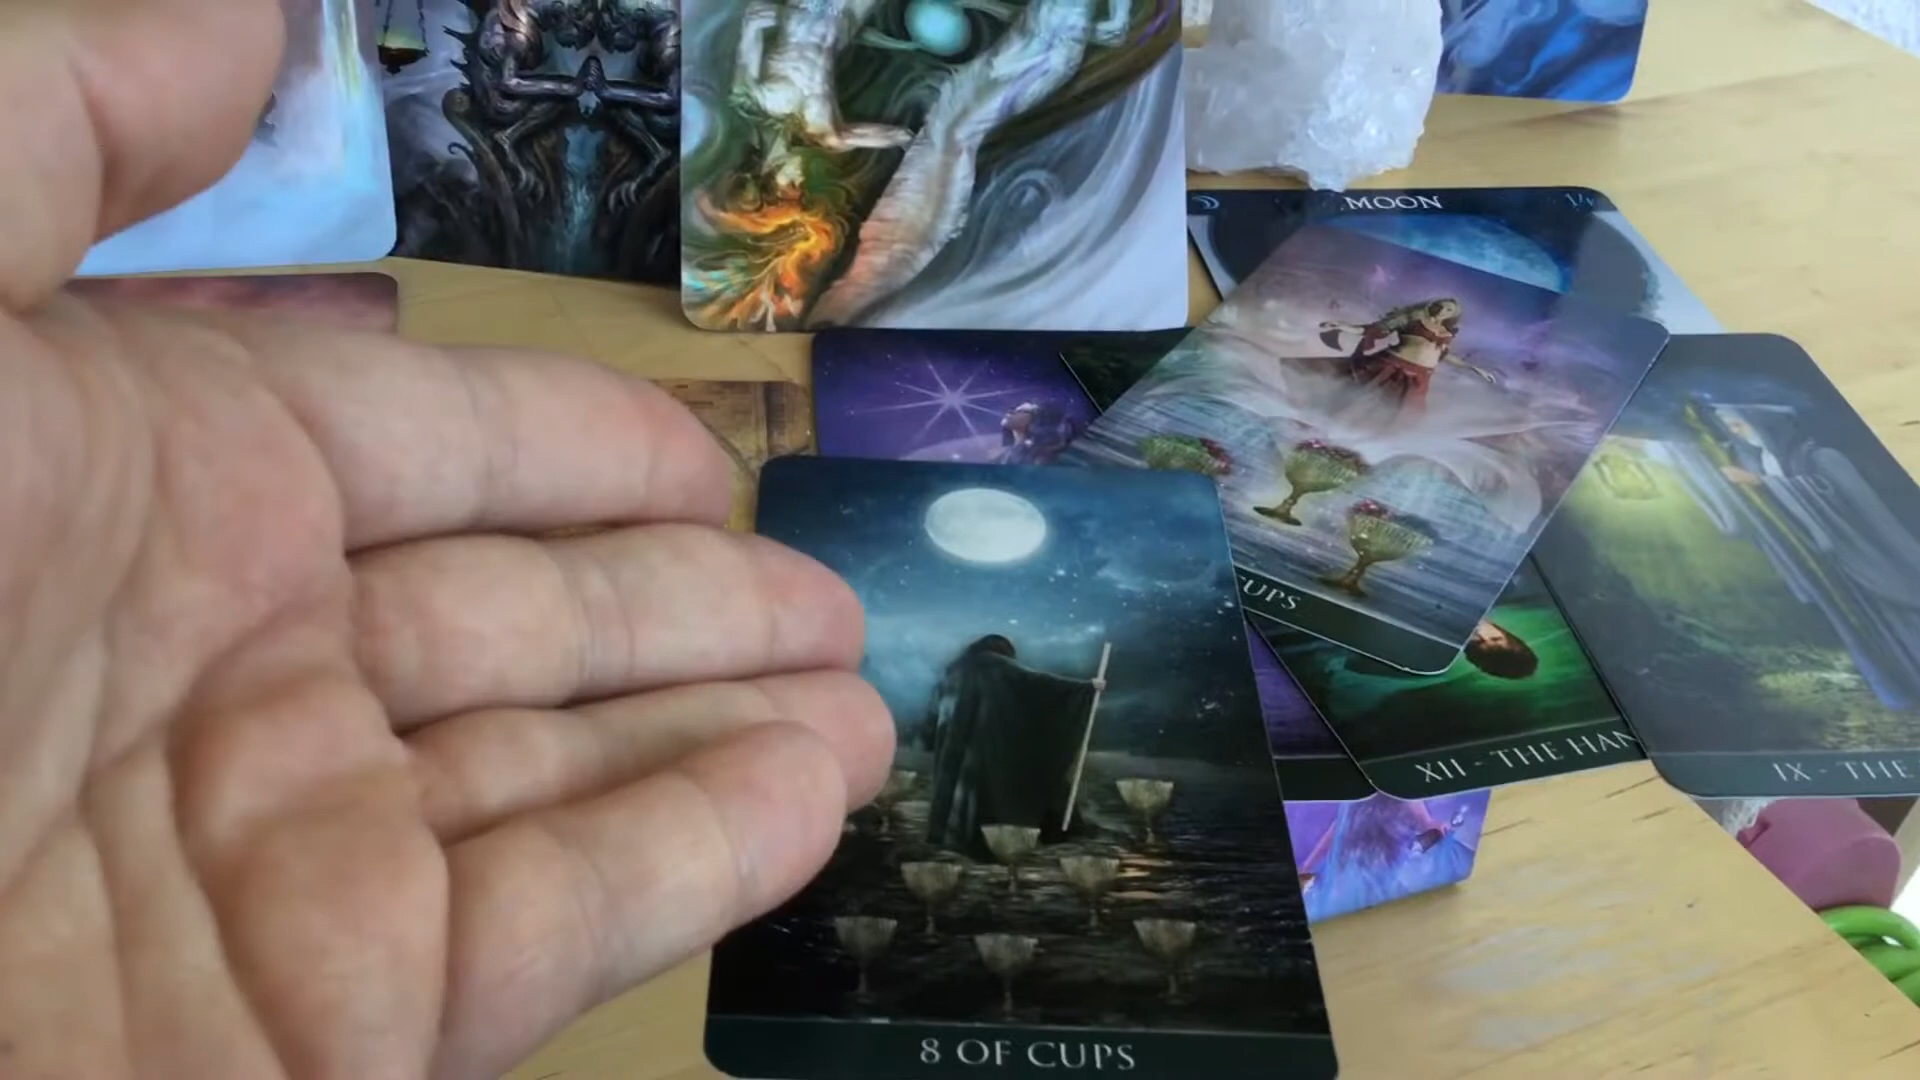 MOON
CUPS
XII - THE HAN
IX - THE
8 OF CUPS